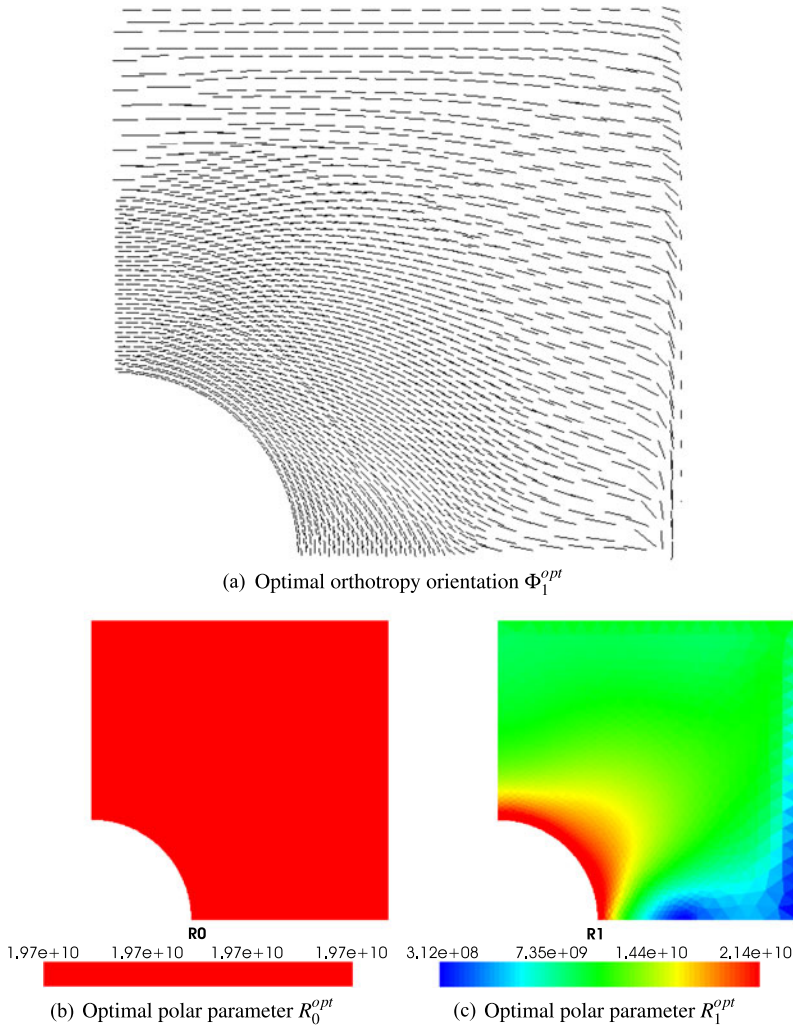 (a) Optimal orthotropy orientation Φ₁ᵒᵖᵗ
R0
1.97e+10 1.97e+10 1.97e+10 1.97e+10
(b) Optimal polar parameter R₀ᵒᵖᵗ
R1
3.12e+08 7.35e+09 1.44e+10 2.14e+10
(c) Optimal polar parameter R₁ᵒᵖᵗ